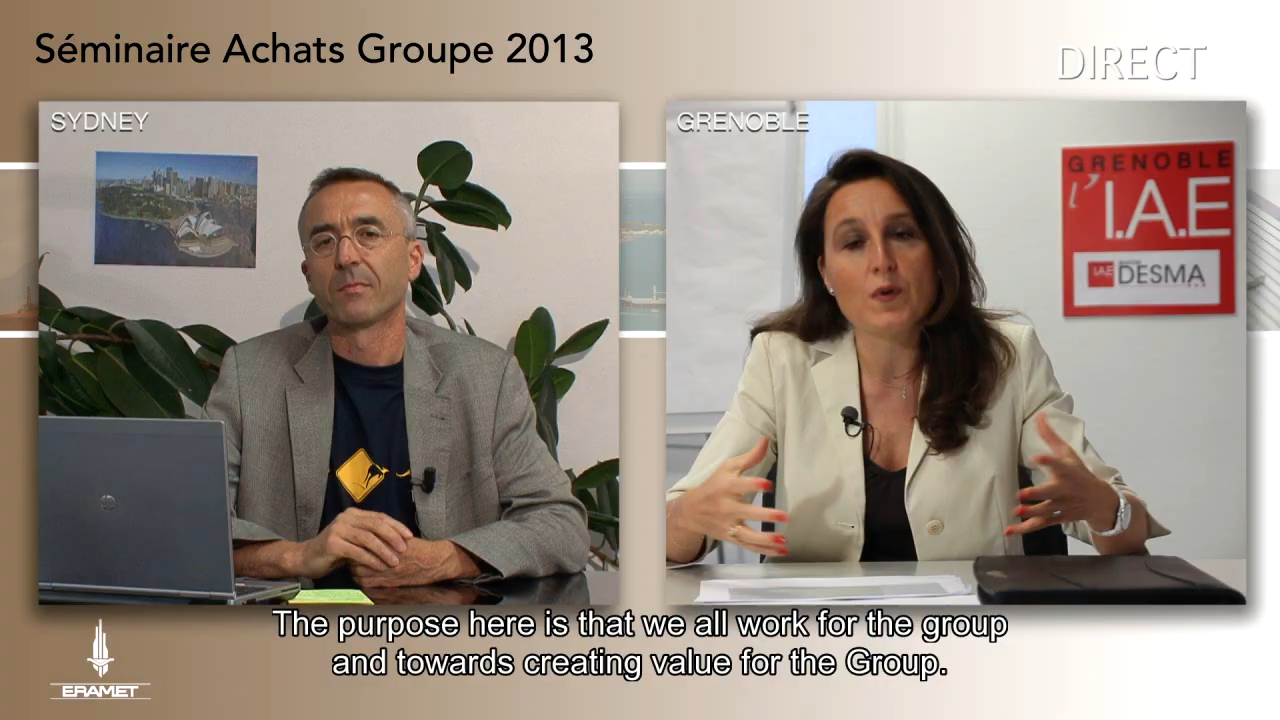 Séminaire Achats Groupe 2013
DIRECT
SYDNEY
GRENOBLE
GRENOBLE
l'I.A.E
I.A.E
DESMA
The purpose here is that we all work for the group
and towards creating value for the Group.
ERAMET